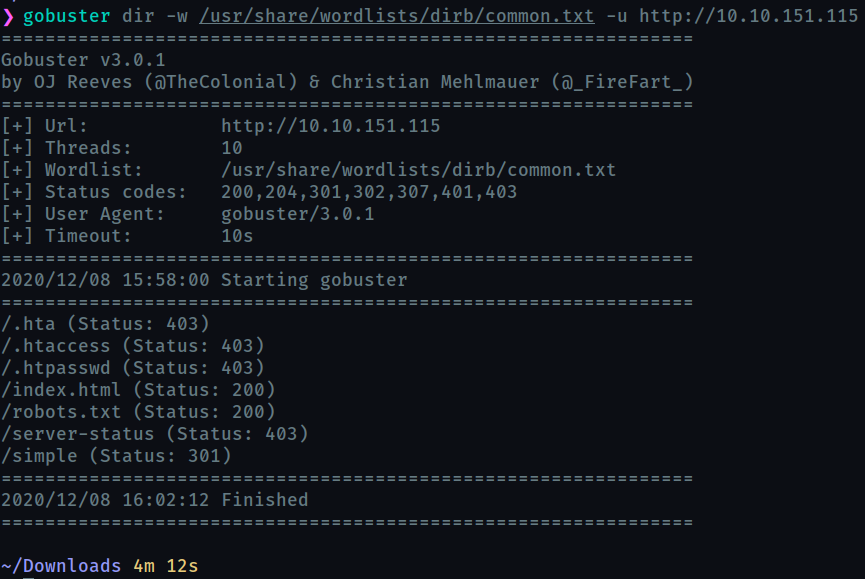 ❯ gobuster dir -w /usr/share/wordlists/dirb/common.txt -u http://10.10.151.115
===============================================================
Gobuster v3.0.1
by OJ Reeves (@TheColonial) & Christian Mehlmauer (@_FireFart_)
===============================================================
[+] Url:            http://10.10.151.115
[+] Threads:        10
[+] Wordlist:       /usr/share/wordlists/dirb/common.txt
[+] Status codes:   200,204,301,302,307,401,403
[+] User Agent:     gobuster/3.0.1
[+] Timeout:        10s
===============================================================
2020/12/08 15:58:00 Starting gobuster
===============================================================
/.hta (Status: 403)
/.htaccess (Status: 403)
/.htpasswd (Status: 403)
/index.html (Status: 200)
/robots.txt (Status: 200)
/server-status (Status: 403)
/simple (Status: 301)
===============================================================
2020/12/08 16:02:12 Finished
===============================================================
~/Downloads 4m 12s